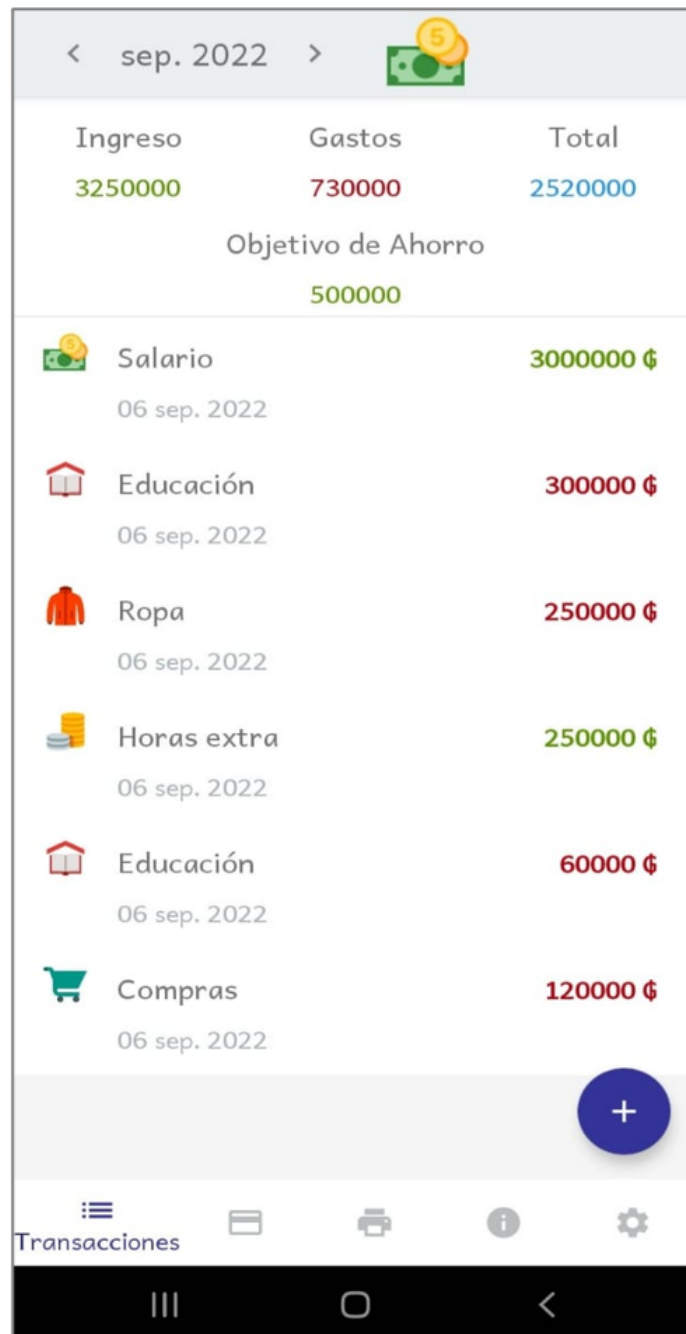 sep. 2022
5
Ingreso Gastos Total
3250000 730000 2520000
Objetivo de Ahorro
500000
5
Salario 3000000 ₲
06 sep. 2022
Educación 300000 ₲
06 sep. 2022
Ropa 250000 ₲
06 sep. 2022
Horas extra 250000 ₲
06 sep. 2022
Educación 60000 ₲
06 sep. 2022
Compras 120000 ₲
06 sep. 2022
Transacciones